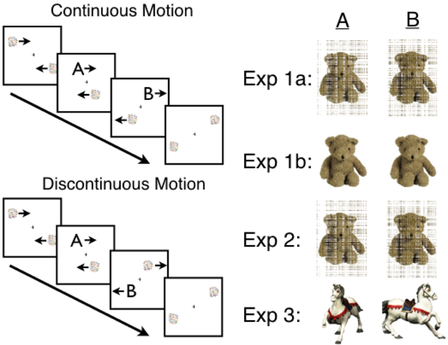 Continuous Motion
A
B
Discontinuous Motion
A
B
A B
Exp 1a:
Exp 1b:
Exp 2:
Exp 3: